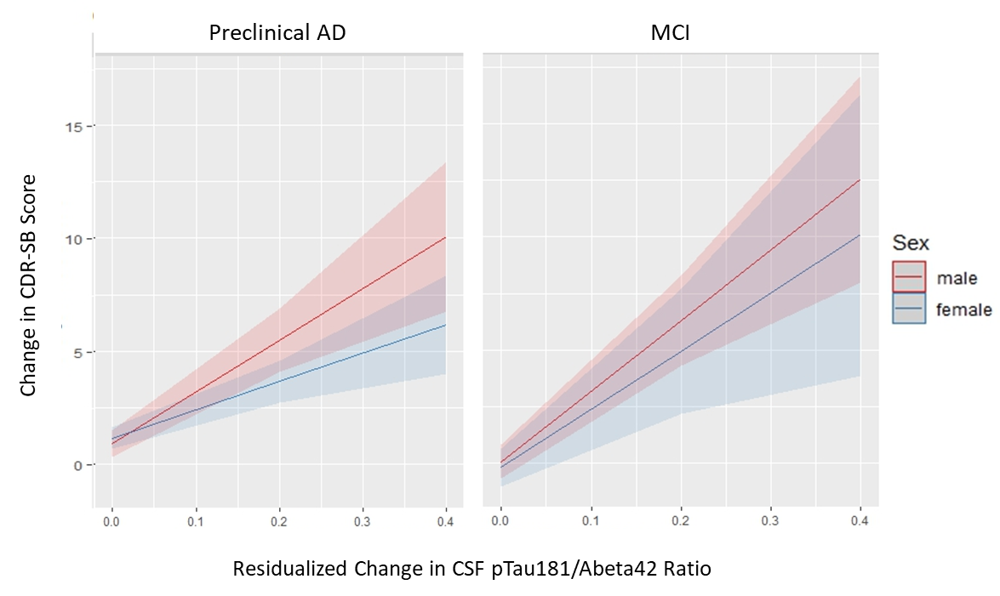 Preclinical AD
MCI
Change in CDR-SB Score
15
10
5
0
0.0 0.1 0.2 0.3 0.4
0.0 0.1 0.2 0.3 0.4
Residualized Change in CSF pTau181/Abeta42 Ratio
Sex
male
female